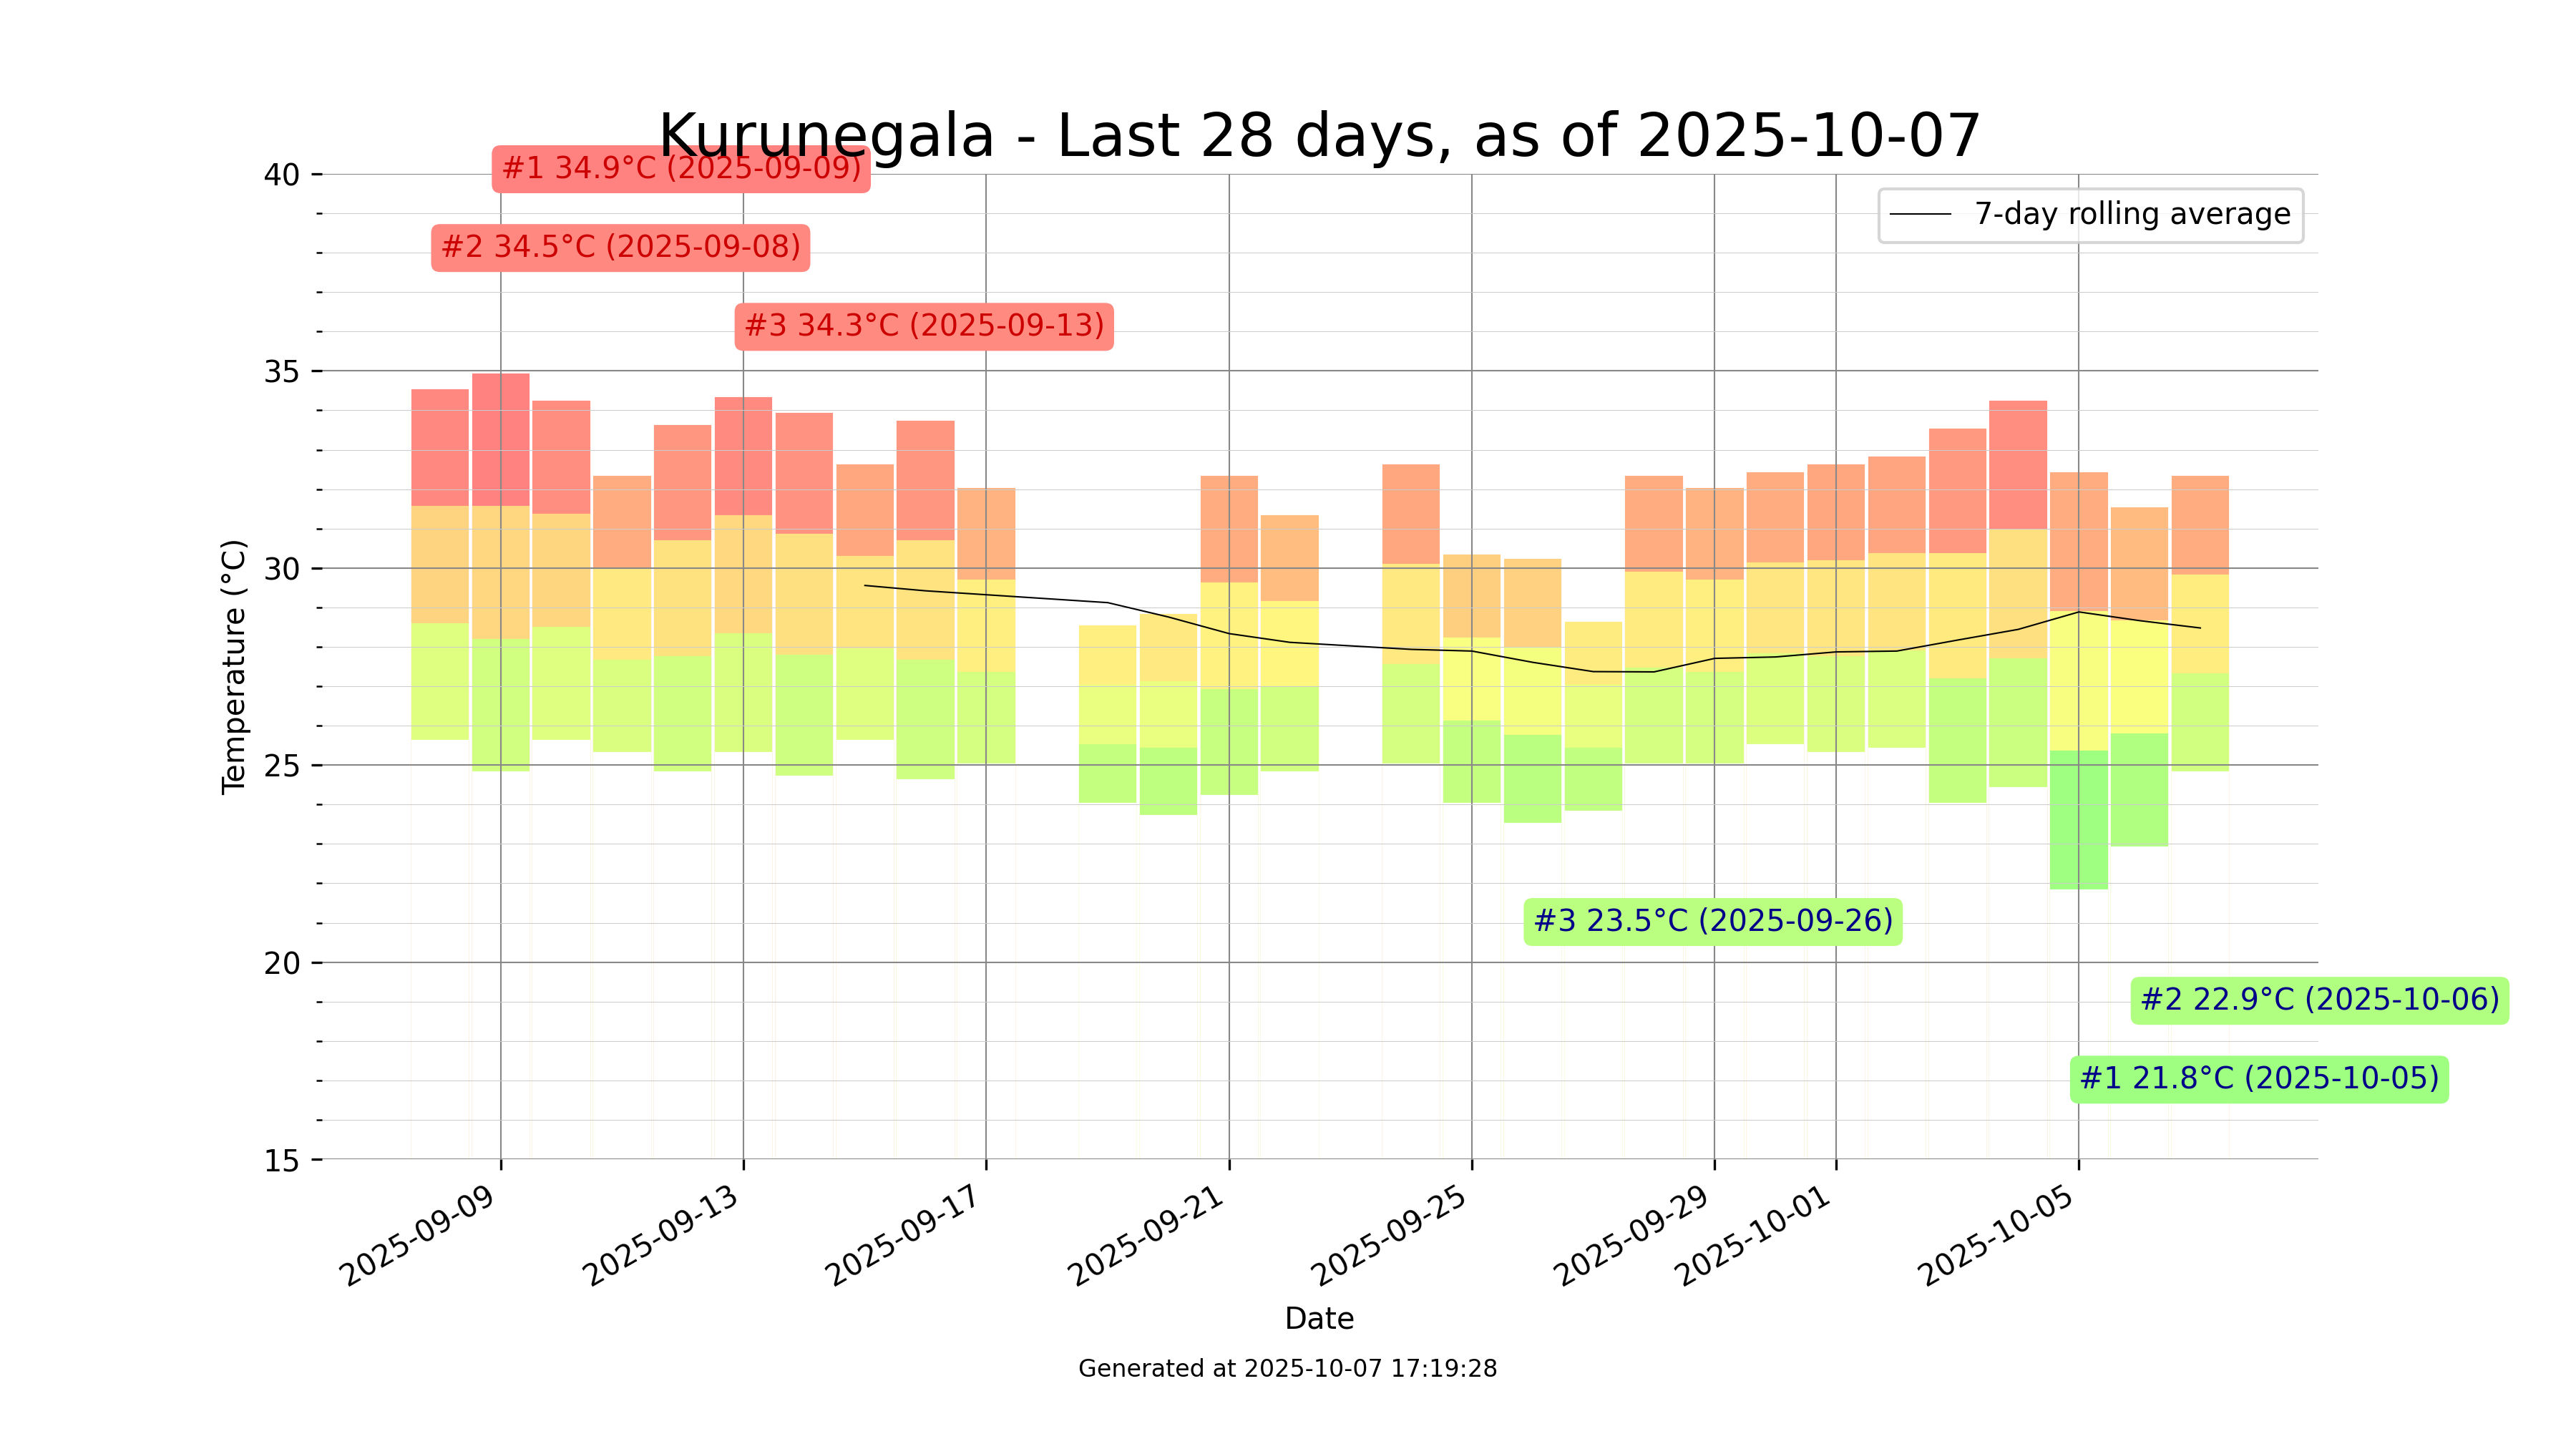 Kurunegala - Last 28 days, as of 2025-10-07
#1 34.9°C (2025-09-09)
#2 34.5°C (2025-09-08)
#3 34.3°C (2025-09-13)
7-day rolling average
40
35
30
25
20
15
Temperature (°C)
#3 23.5°C (2025-09-26)
#2 22.9°C (2025-10-06)
#1 21.8°C (2025-10-05)
2025-09-09
2025-09-13
2025-09-17
2025-09-21
2025-09-25
2025-09-29
2025-10-01
2025-10-05
Date
Generated at 2025-10-07 17:19:28